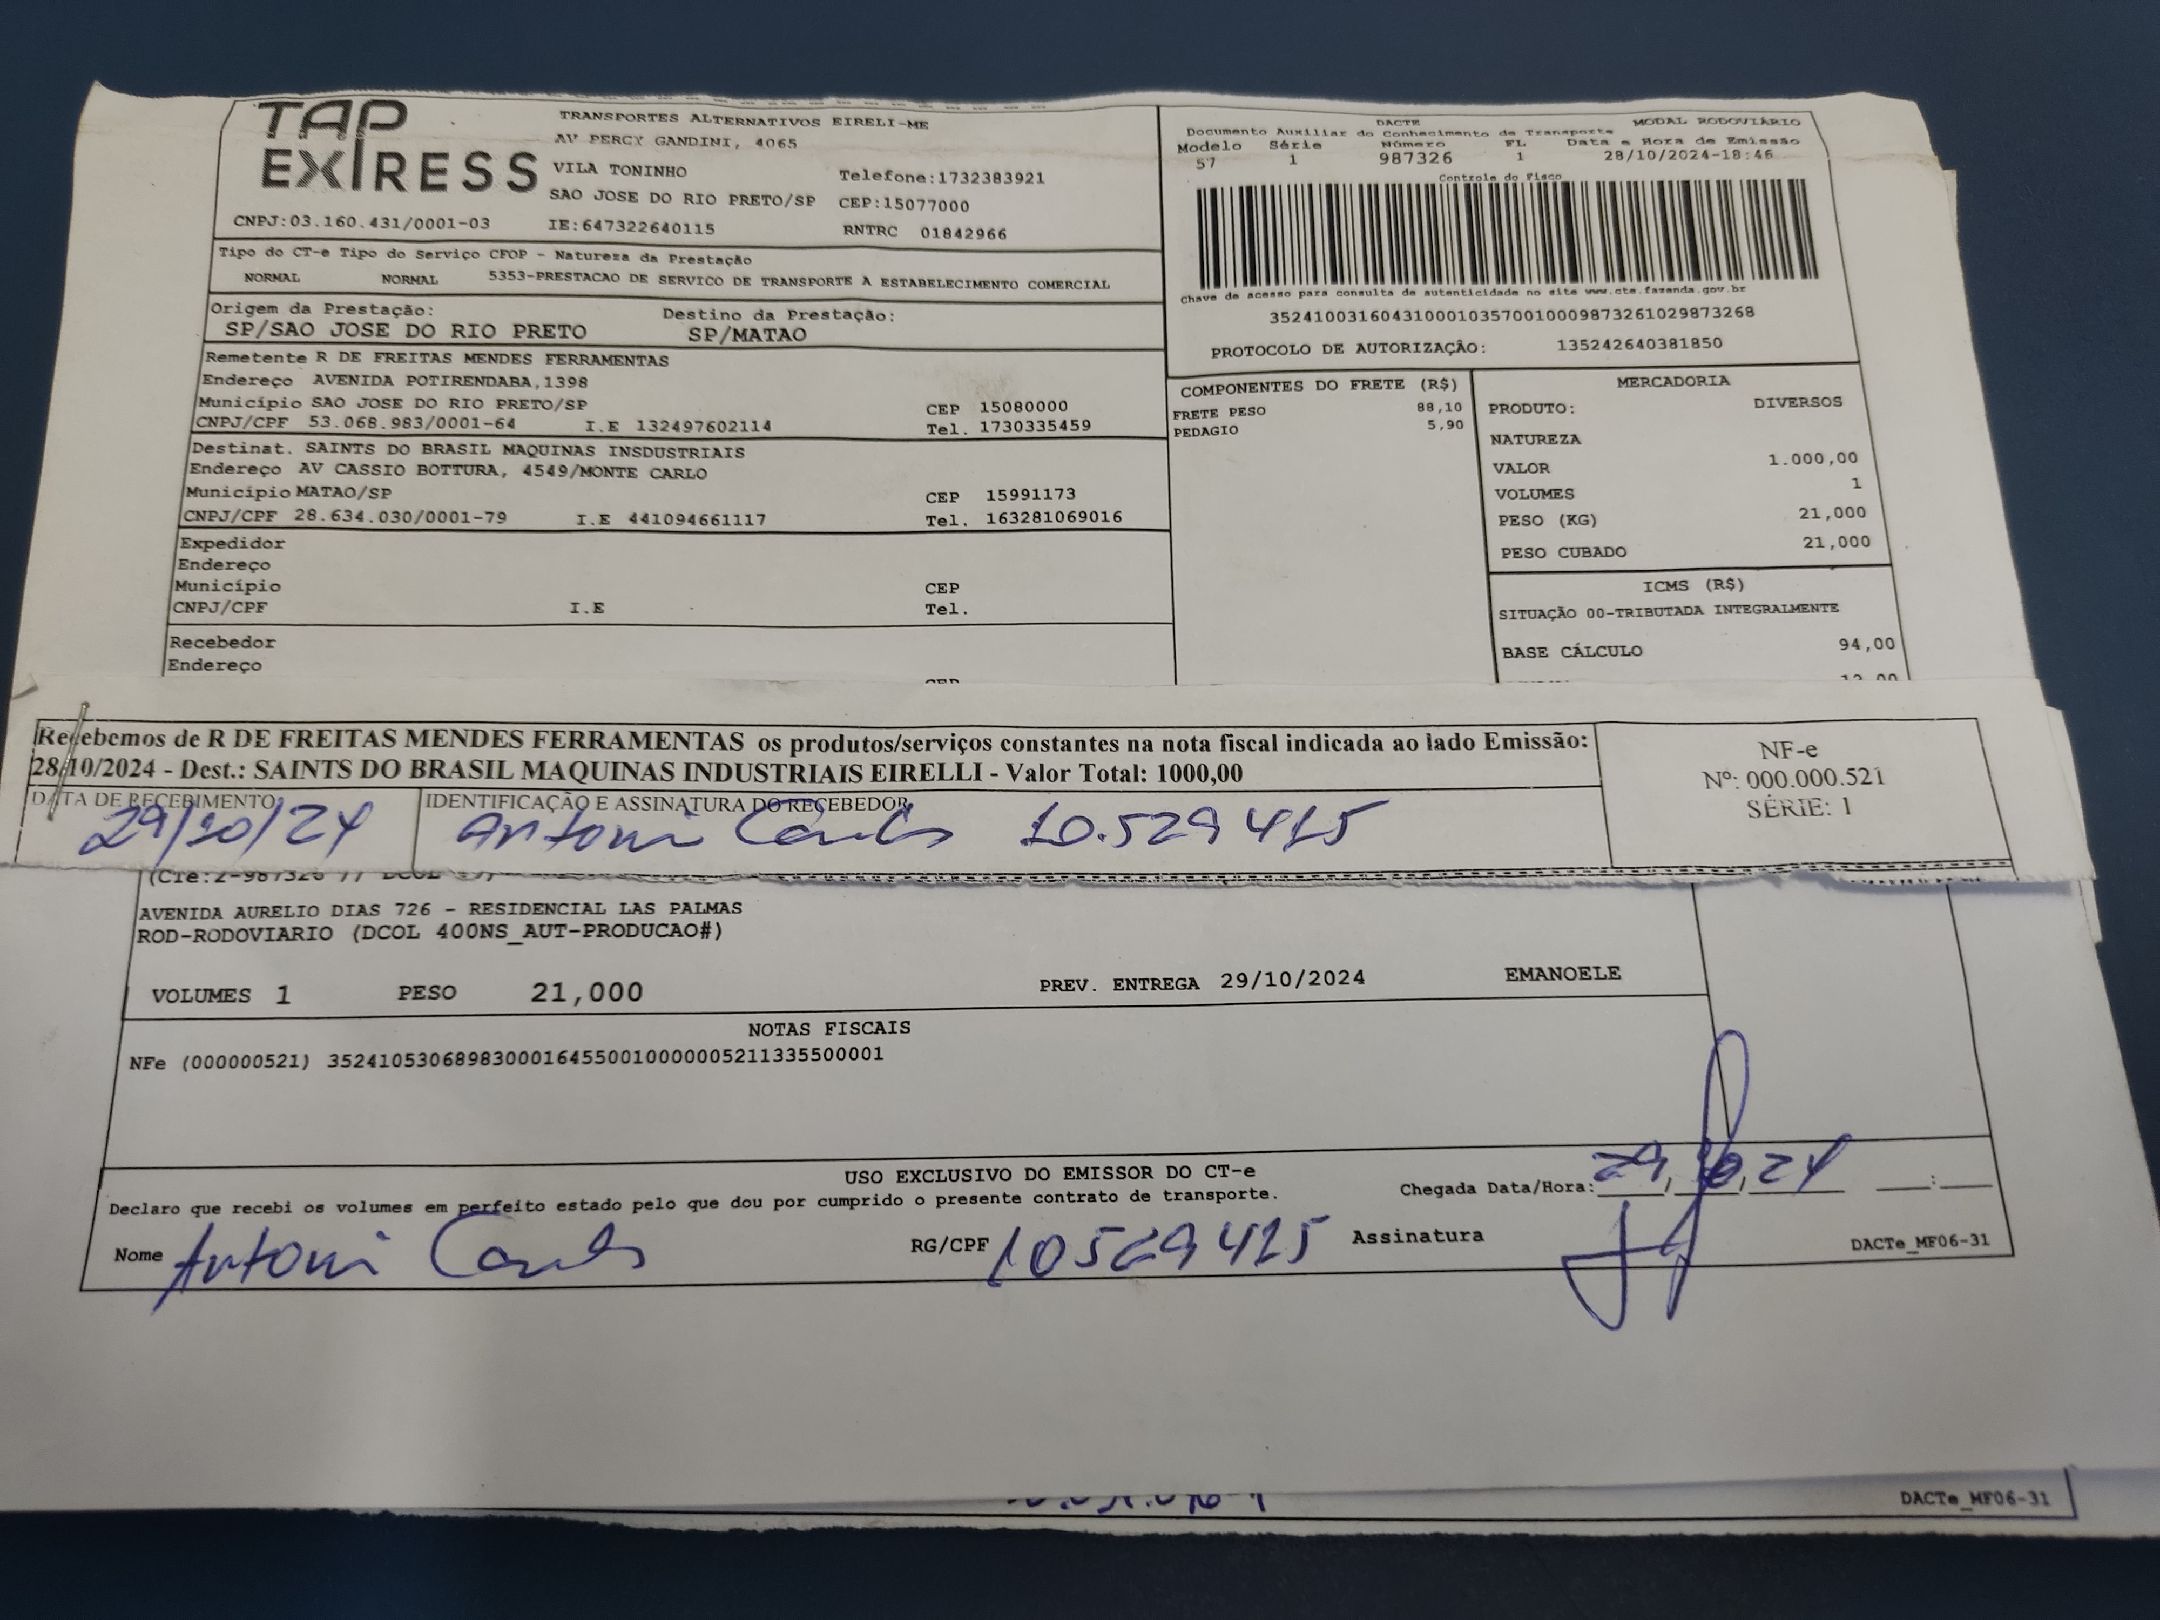 TAP
EXPRESS
TRANSPORTES ALTERNATIVOS EIRELI-ME
AV PERCY GANDINI, 4065
VILA TONINHO Telefone:1732383921
SAO JOSE DO RIO PRETO/SP CEP:15077000
CNPJ:03.160.431/0001-03 IE:647322640115 RNTRC 01842966
DACTE MODAL RODOVIÁRIO
Documento Auxiliar do Conhecimento de Transporte
Modelo Série Número FL Data e Hora de Emissão
57 1 987326 1 28/10/2024-18:46
Controle do Fisco
Chave de acesso para consulta de autenticidade no site www.cte.fazenda.gov.br
35241003160431000103570010009873261029873268
PROTOCOLO DE AUTORIZAÇÃO: 135242640381850
Tipo do CT-e Tipo do Serviço CFOP - Natureza da Prestação
NORMAL NORMAL 5353-PRESTACAO DE SERVICO DE TRANSPORTE A ESTABELECIMENTO COMERCIAL
Origem da Prestação: Destino da Prestação:
SP/SAO JOSE DO RIO PRETO SP/MATAO
Remetente R DE FREITAS MENDES FERRAMENTAS
Endereço AVENIDA POTIRENDABA,1398
Município SAO JOSE DO RIO PRETO/SP CEP 15080000
CNPJ/CPF 53.068.983/0001-64 I.E 132497602114 Tel. 1730335459
Destinat. SAINTS DO BRASIL MAQUINAS INSDUSTRIAIS
Endereço AV CASSIO BOTTURA, 4549/MONTE CARLO
Município MATAO/SP CEP 15991173
CNPJ/CPF 28.634.030/0001-79 I.E 441094661117 Tel. 163281069016
Expedidor
Endereço
Município CEP
CNPJ/CPF I.E Tel.
Recebedor
Endereço
CEP
COMPONENTES DO FRETE (R$)
FRETE PESO 88,10
PEDAGIO 5,90
MERCADORIA
PRODUTO: DIVERSOS
NATUREZA
VALOR 1.000,00
VOLUMES 1
PESO (KG) 21,000
PESO CUBADO 21,000
ICMS (R$)
SITUAÇÃO 00-TRIBUTADA INTEGRALMENTE
BASE CÁLCULO 94,00
12,00
Recebemos de R DE FREITAS MENDES FERRAMENTAS os produtos/serviços constantes na nota fiscal indicada ao lado Emissão:
28/10/2024 - Dest.: SAINTS DO BRASIL MAQUINAS INDUSTRIAIS EIRELLI - Valor Total: 1000,00
DATA DE RECEBIMENTO IDENTIFICAÇÃO E ASSINATURA DO RECEBEDOR
29/10/24 Antoni Carlos 10.529415
NF-e
Nº: 000.000.521
SÉRIE: 1
AVENIDA AURELIO DIAS 726 - RESIDENCIAL LAS PALMAS
ROD-RODOVIARIO (DCOL 400NS_AUT-PRODUCAO#)
VOLUMES 1 PESO 21,000 PREV. ENTREGA 29/10/2024 EMANOELE
NOTAS FISCAIS
NFe (000000521) 35241053068983000164550010000005211335500001
USO EXCLUSIVO DO EMISSOR DO CT-e
Declaro que recebi os volumes em perfeito estado pelo que dou por cumprido o presente contrato de transporte. Chegada Data/Hora: 29/10/24 :
Nome Antoni Carlos RG/CPF 10529415 Assinatura
DACTe_MF06-31
DACTe_MF06-31